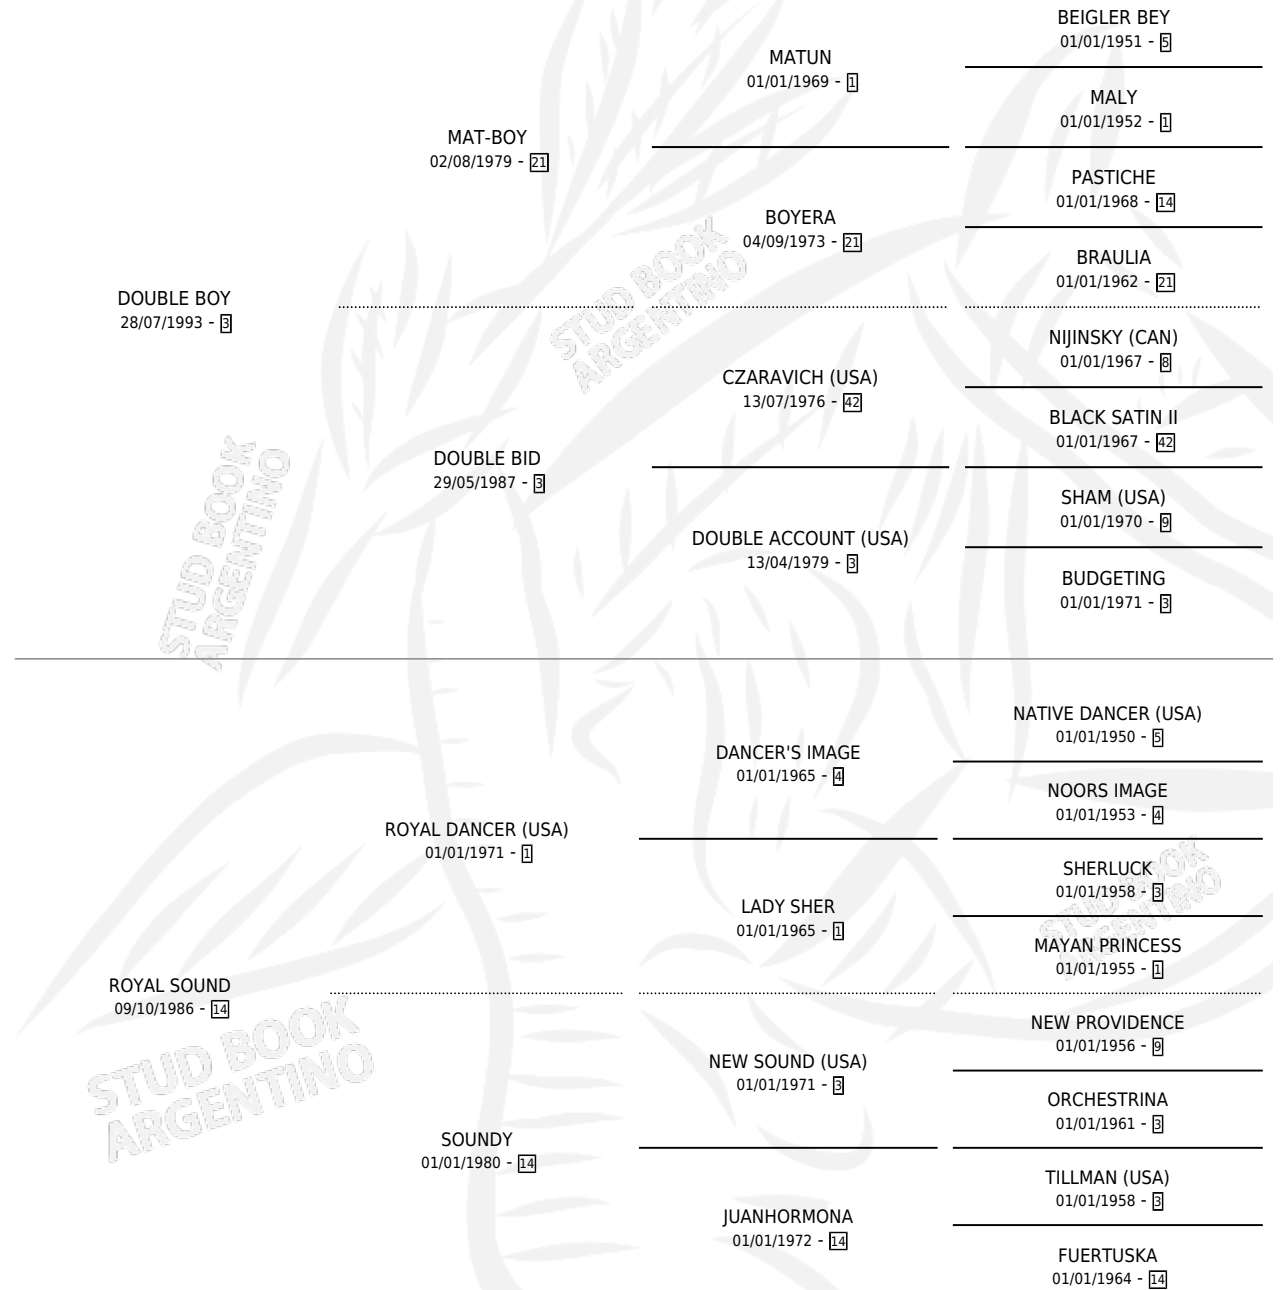 BEIGLER BEY
01/01/1951 - 5
MATUN
01/01/1969 - 1
MALY
01/01/1952 - 1
MAT-BOY
02/08/1979 - 21
PASTICHE
01/01/1968 - 14
BOYERA
04/09/1973 - 21
BRAULIA
01/01/1962 - 21
DOUBLE BOY
28/07/1993 - 3
NIJINSKY (CAN)
01/01/1967 - 8
CZARAVICH (USA)
13/07/1976 - 42
BLACK SATIN II
01/01/1967 - 42
DOUBLE BID
29/05/1987 - 3
SHAM (USA)
01/01/1970 - 9
DOUBLE ACCOUNT (USA)
13/04/1979 - 3
BUDGETING
01/01/1971 - 3
STUD BOOK
ARGENTINO
STUD BOOK
ARGENTINO
NATIVE DANCER (USA)
01/01/1950 - 5
DANCER'S IMAGE
01/01/1965 - 4
NOORS IMAGE
01/01/1953 - 4
ROYAL DANCER (USA)
01/01/1971 - 1
SHERLUCK
01/01/1958 - 3
LADY SHER
01/01/1965 - 1
MAYAN PRINCESS
01/01/1955 - 1
ROYAL SOUND
09/10/1986 - 14
NEW PROVIDENCE
01/01/1956 - 9
NEW SOUND (USA)
01/01/1971 - 3
ORCHESTRINA
01/01/1961 - 3
SOUNDY
01/01/1980 - 14
TILLMAN (USA)
01/01/1958 - 3
JUANHORMONA
01/01/1972 - 14
FUERTUSKA
01/01/1964 - 14
STUD BOOK
ARGENTINO
STUD BOOK
ARGENTINO